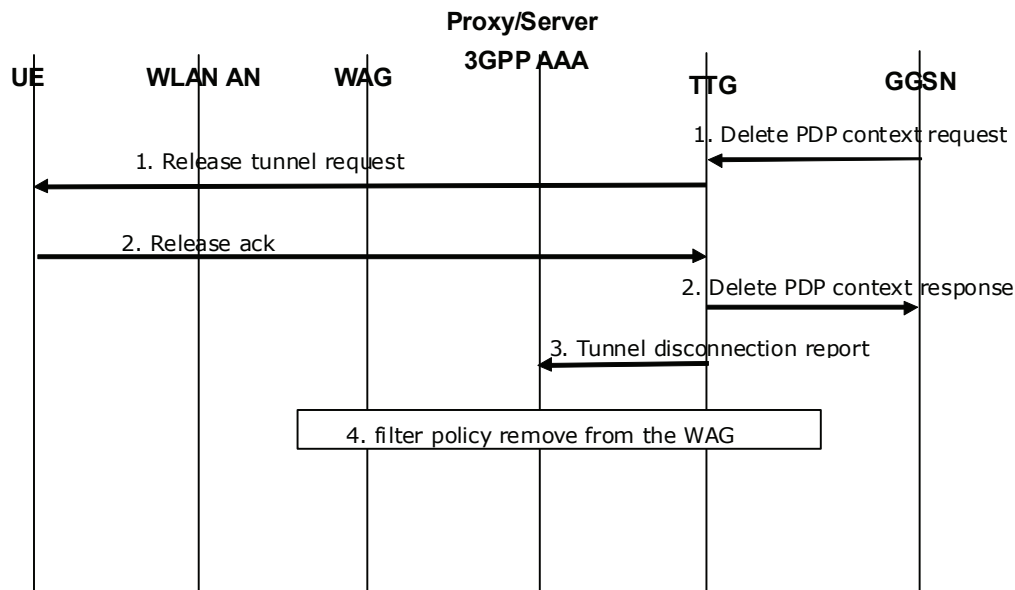 Proxy/Server
3GPP AAA
UE
WLAN AN
WAG
TTG
GGSN
1. Delete PDP context request
1. Release tunnel request
2. Release ack
2. Delete PDP context response
3. Tunnel disconnection report
4. filter policy remove from the WAG